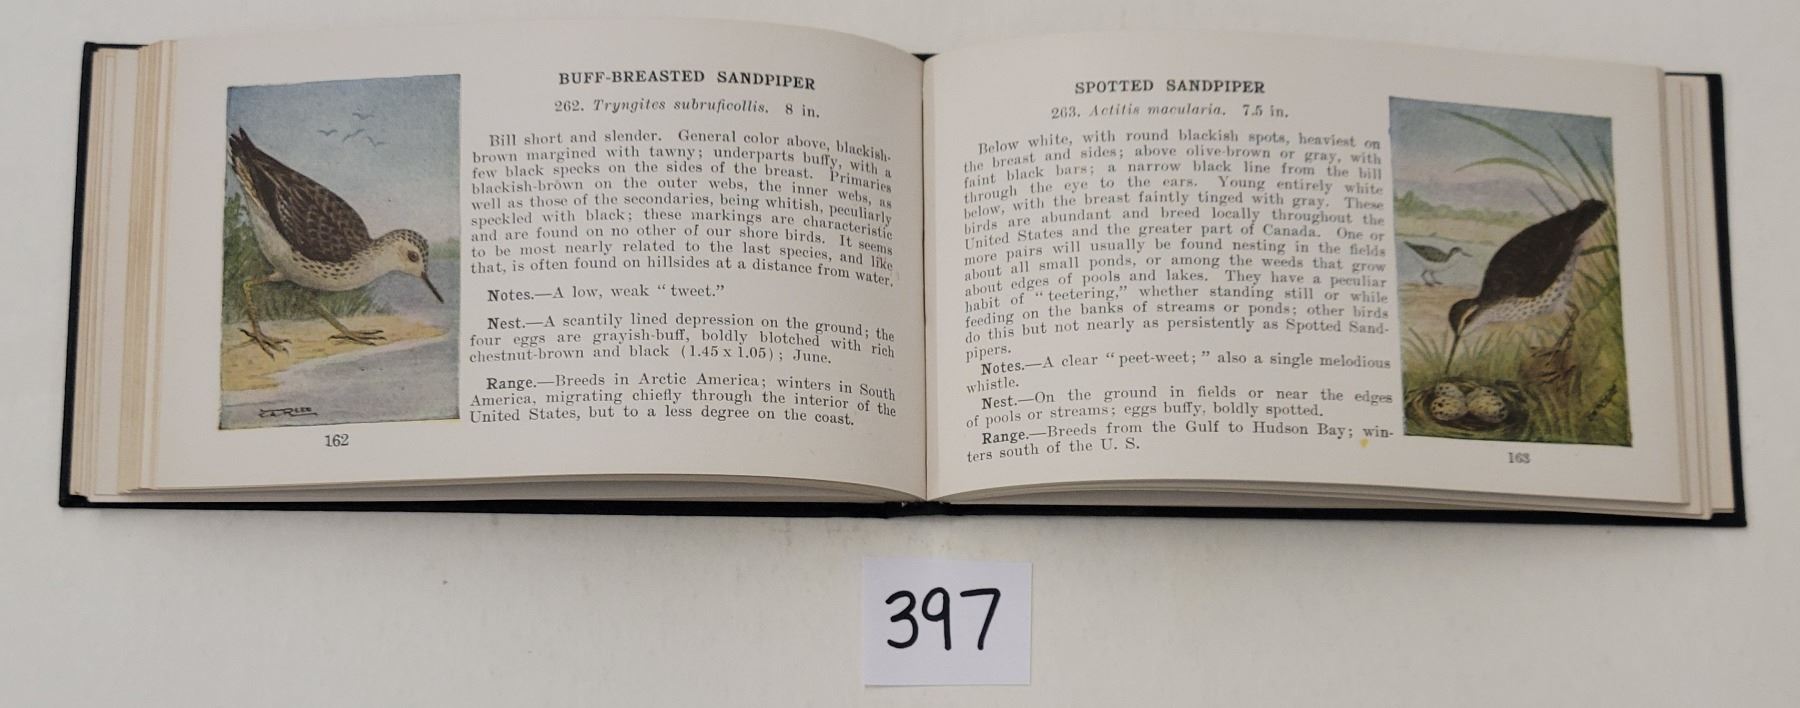 BUFF-BREASTED SANDPIPER
262. Tryngites subruficollis. 8 in.
Bill short and slender. General color above, blackish-
brown margined with tawny; underparts buffy, with a
few black specks on the sides of the breast. Primaries
blackish-brown on the outer webs, the inner webs, as
well as those of the secondaries, being whitish, peculiarly
speckled with black; these markings are characteristic
and are found on no other of our shore birds. It seems
to be most nearly related to the last species, and like
that, is often found on hillsides at a distance from water.
Notes.—A low, weak “tweet.”
Nest.—A scantily lined depression on the ground; the
four eggs are grayish-buff, boldly blotched with rich
chestnut-brown and black (1.45 x 1.05); June.
Range.—Breeds in Arctic America; winters in South
America, migrating chiefly through the interior of the
United States, but to a less degree on the coast.
162
SPOTTED SANDPIPER
263. Actitis macularia. 7.5 in.
Below white, with round blackish spots, heaviest on
the breast and sides; above olive-brown or gray, with
faint black bars; a narrow black line from the bill
through the eye to the ears. Young entirely white
below, with the breast faintly tinged with gray. These
birds are abundant and breed locally throughout the
United States and the greater part of Canada. One or
more pairs will usually be found nesting in the fields
about all small ponds, or among the weeds that grow
about edges of pools and lakes. They have a peculiar
habit of “teetering,” whether standing still or while
feeding on the banks of streams or ponds; other birds
do this but not nearly as persistently as Spotted Sand-
pipers.
Notes.—A clear “peet-weet;” also a single melodious
whistle.
Nest.—On the ground in fields or near the edges
of pools or streams; eggs buffy, boldly spotted.
Range.—Breeds from the Gulf to Hudson Bay; win-
ters south of the U. S.
163
397